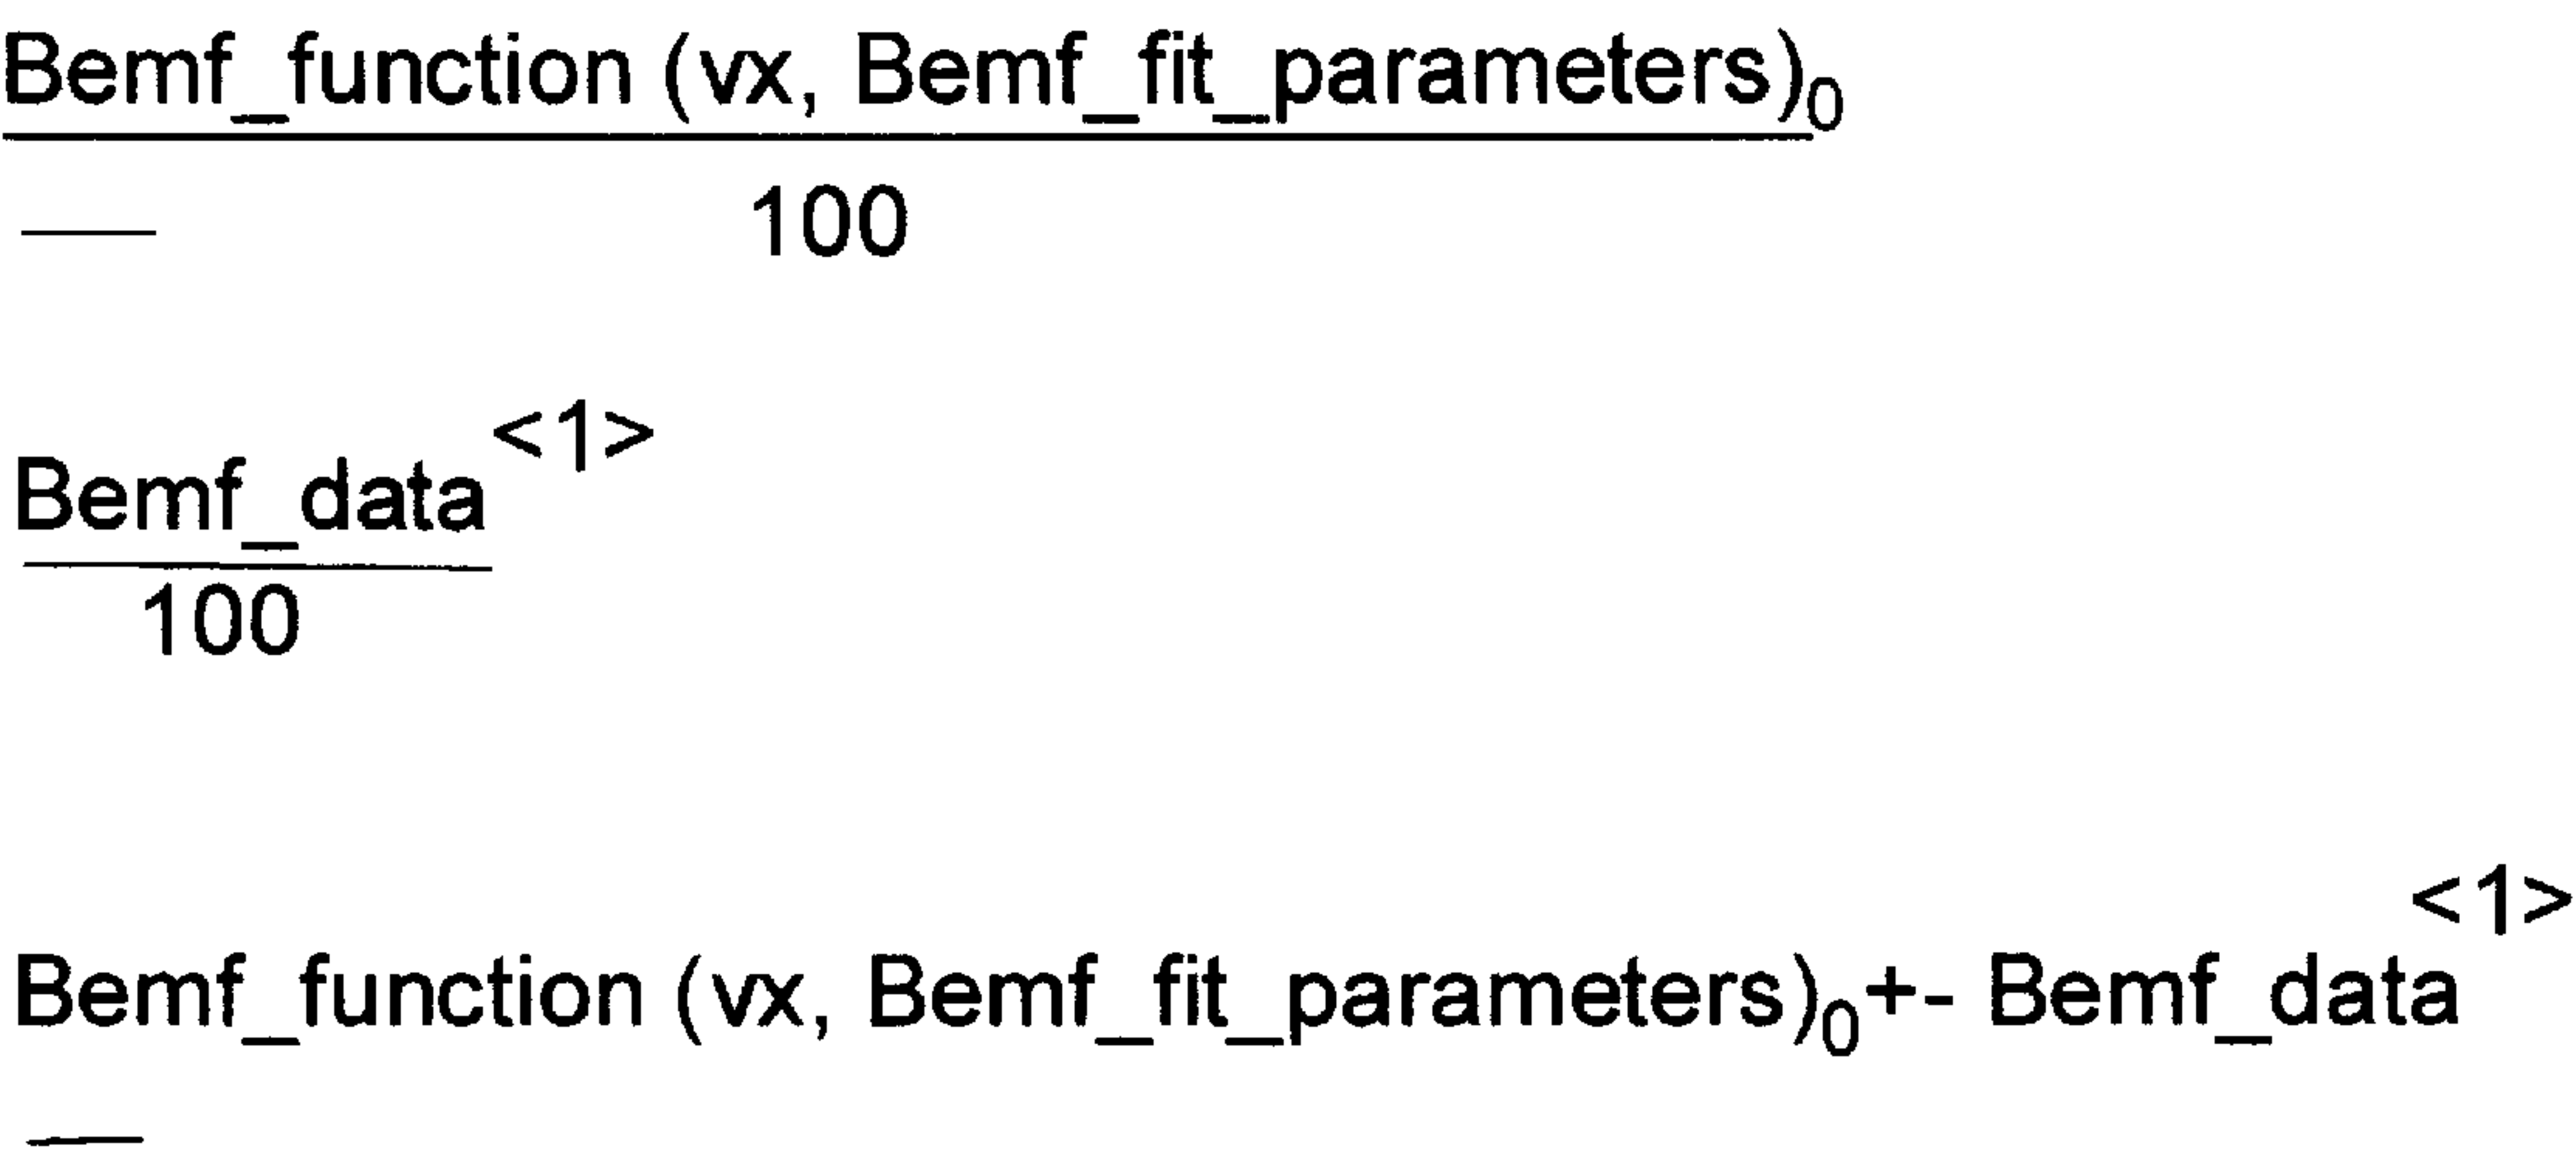 Bemf_function (vx, Bemf_fit_parameters)0
100
Bemf_data<1>
100
Bemf_function (vx, Bemf_fit_parameters)0+- Bemf_data<1>